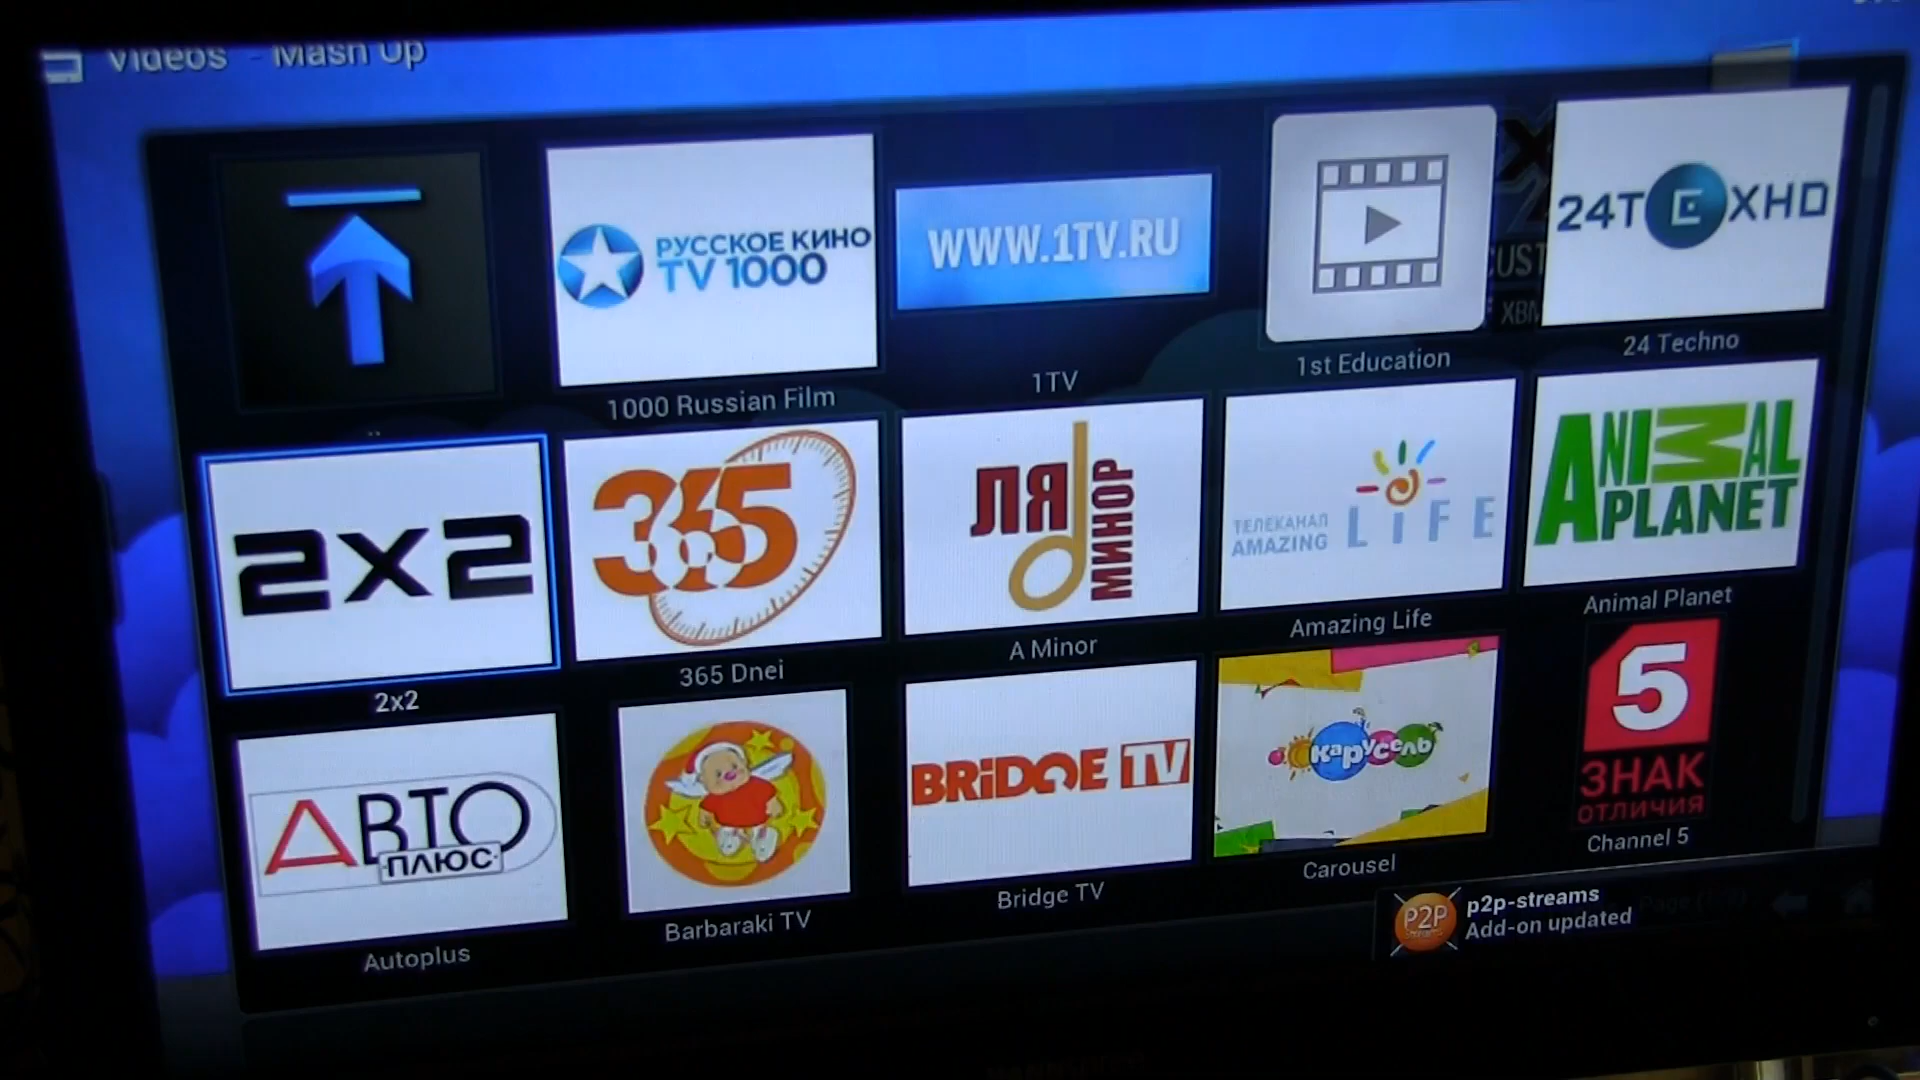 Videos - Mash Up
РУССКОЕ КИНО
TV 1000
1000 Russian Film
WWW.1TV.RU
1TV
1st Education
24TEXHO
24 Techno
2x2
2x2
365
365 Dnei
ЛЯ
МИНОР
A Minor
ТЕЛЕКАНАЛ
AMAZING LiFE
Amazing Life
ANIMAL
PLANET
Animal Planet
АВТО
ПЛЮС
Autoplus
Barbaraki TV
BRiDGE TV
Bridge TV
Карусель
Carousel
5
ЗНАК
ОТЛИЧИЯ
Channel 5
P2P
p2p-streams
Add-on updated